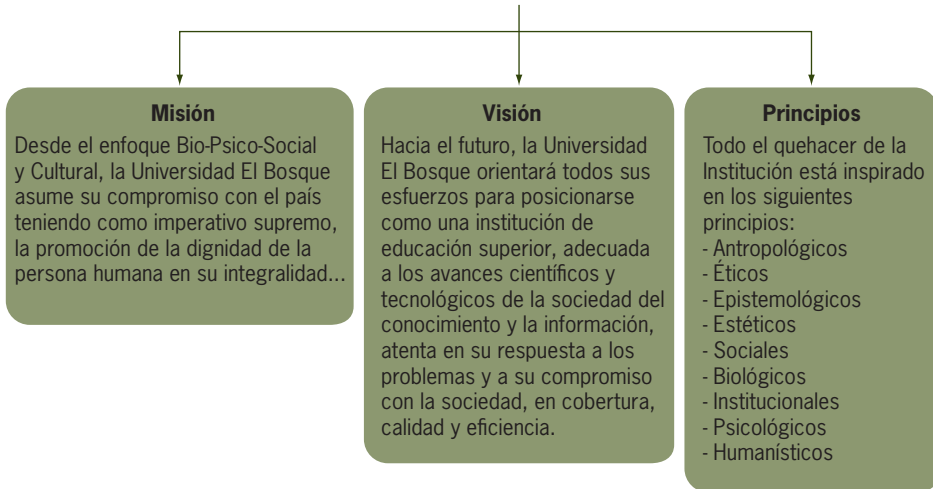 Misión
Desde el enfoque Bio-Psico-Social
y Cultural, la Universidad El Bosque
asume su compromiso con el país
teniendo como imperativo supremo,
la promoción de la dignidad de la
persona humana en su integralidad...
Visión
Hacia el futuro, la Universidad
El Bosque orientará todos sus
esfuerzos para posicionarse
como una institución de
educación superior, adecuada
a los avances científicos y
tecnológicos de la sociedad del
conocimiento y la información,
atenta en su respuesta a los
problemas y a su compromiso
con la sociedad, en cobertura,
calidad y eficiencia.
Principios
Todo el quehacer de la
Institución está inspirado
en los siguientes
principios:
- Antropológicos
- Éticos
- Epistemológicos
- Estéticos
- Sociales
- Biológicos
- Institucionales
- Psicológicos
- Humanísticos